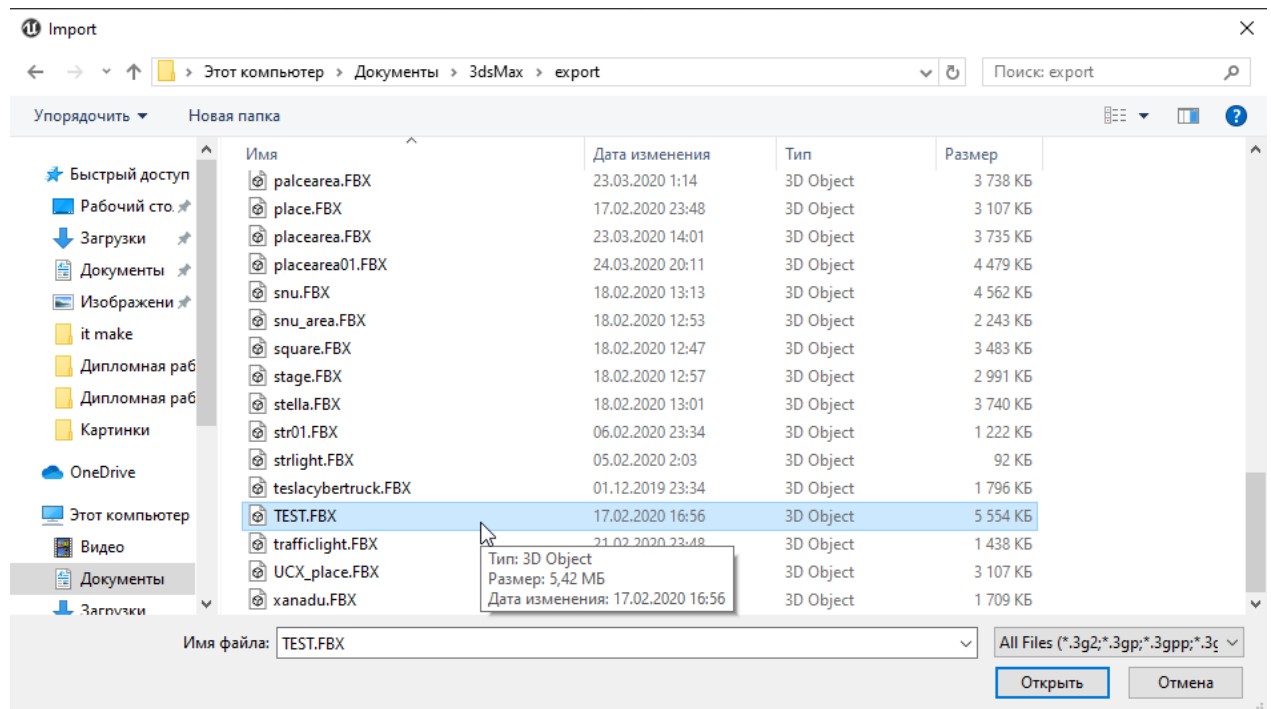 Import
Этот компьютер > Документы > 3dsMax > export
Поиск: export
Упорядочить
Новая папка
Быстрый доступ
Рабочий сто.
Загрузки
Документы
Изображени
it make
Дипломная раб
Дипломная раб
Картинки
OneDrive
Этот компьютер
Видео
Документы
Загрузки
Имя Дата изменения Тип Размер
palcearea.FBX 23.03.2020 1:14 3D Object 3 738 КБ
place.FBX 17.02.2020 23:48 3D Object 3 107 КБ
placearea.FBX 23.03.2020 14:01 3D Object 3 735 КБ
placearea01.FBX 24.03.2020 20:11 3D Object 4 479 КБ
snu.FBX 18.02.2020 13:13 3D Object 4 562 КБ
snu_area.FBX 18.02.2020 12:53 3D Object 2 243 КБ
square.FBX 18.02.2020 12:47 3D Object 3 483 КБ
stage.FBX 18.02.2020 12:57 3D Object 2 991 КБ
stella.FBX 18.02.2020 13:01 3D Object 3 740 КБ
str01.FBX 06.02.2020 23:34 3D Object 1 222 КБ
strlight.FBX 05.02.2020 2:03 3D Object 92 КБ
teslacybertruck.FBX 01.12.2019 23:34 3D Object 1 796 КБ
TEST.FBX 17.02.2020 16:56 3D Object 5 554 КБ
trafficlight.FBX 21.02.2020 23:48 3D Object 1 438 КБ
UCX_place.FBX 3D Object 3 107 КБ
xanadu.FBX 3D Object 1 709 КБ
Тип: 3D Object
Размер: 5,42 МБ
Дата изменения: 17.02.2020 16:56
Имя файла: TEST.FBX
All Files (*.3g2;*.3gp;*.3gpp;*.3g
Открыть
Отмена